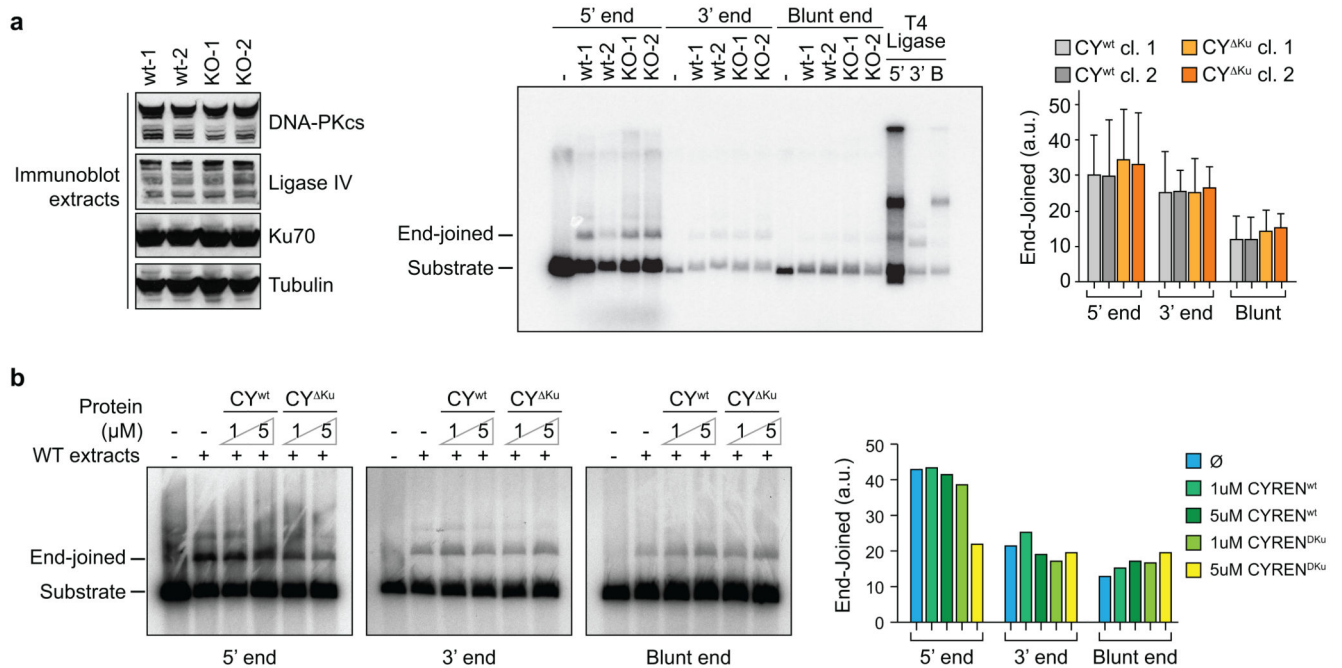 a
wt-1 wt-2 KO-1 KO-2
Immunoblot
extracts
DNA-PKcs
Ligase IV
Ku70
Tubulin
5’ end 3’ end Blunt end T4
Ligase
- wt-1 wt-2 KO-1 KO-2 - wt-1 wt-2 KO-1 KO-2 - wt-1 wt-2 KO-1 KO-2 5’ 3’ B
End-joined
Substrate
CYwt cl. 1 CYΔKu cl. 1
CYwt cl. 2 CYΔKu cl. 2
End-Joined (a.u.)
50
40
30
20
10
0
5’ end 3’ end Blunt
b
Protein
(µM)
WT extracts
CYwt CYΔKu
- - 1 5 1 5
- + + + + +
CYwt CYΔKu
- - 1 5 1 5
- + + + + +
CYwt CYΔKu
- - 1 5 1 5
- + + + + +
End-joined
Substrate
5’ end 3’ end Blunt end
End-Joined (a.u.)
50
40
30
20
10
0
5’ end 3’ end Blunt end
Ø
1uM CYRENwt
5uM CYRENwt
1uM CYRENDKu
5uM CYRENDKu